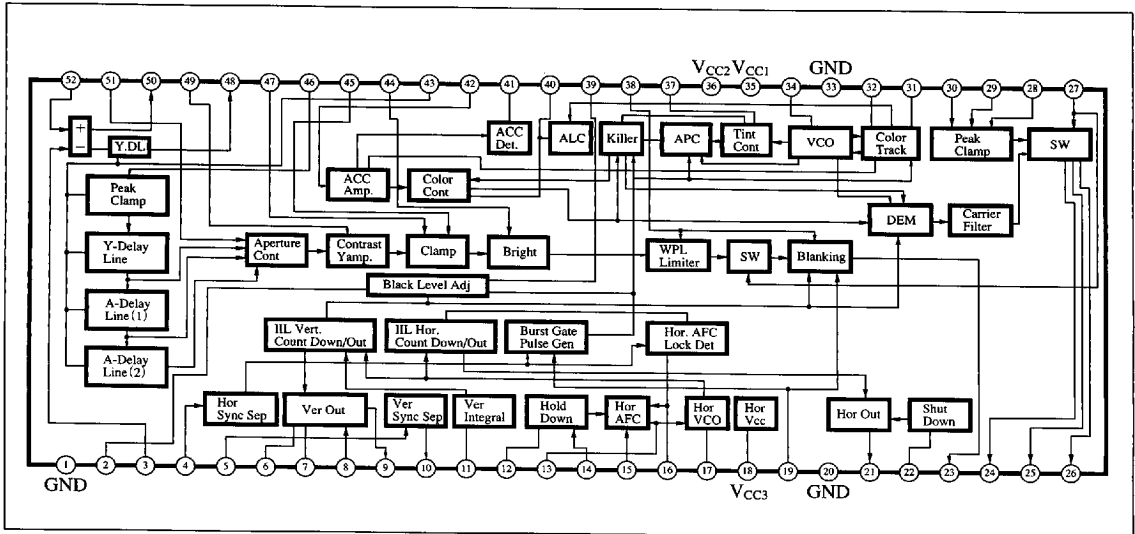 V_CC2 V_CC1 GND
52 51 50 49 48 47 46 45 44 43 42 41 40 39 38 37 36 35 34 33 32 31 30 29 28 27
+
−
Y.DL
ACC
Det.
ALC
Killer
APC
Tint
Cont
VCO
Color
Track
Peak
Clamp
SW
Peak
Clamp
ACC
Amp.
Color
Cont
DEM
Carrier
Filter
Y-Delay
Line
Aperture
Cont
Contrast
Yamp.
Clamp
Bright
WPL
Limiter
SW
Blanking
Black Level Adj
A-Delay
Line(1)
A-Delay
Line(2)
IIL Vert.
Count Down/Out
IIL Hor.
Count Down/Out
Burst Gate
Pulse Gen
Hor. AFC
Lock Det
Hor
Sync Sep
Ver Out
Ver
Sync Sep
Ver
Integral
Hold
Down
Hor
AFC
Hor
VCO
Hor
Vcc
Hor Out
Shut
Down
1 2 3 4 5 6 7 8 9 10 11 12 13 14 15 16 17 18 19 20 21 22 23 24 25 26
GND V_CC3 GND